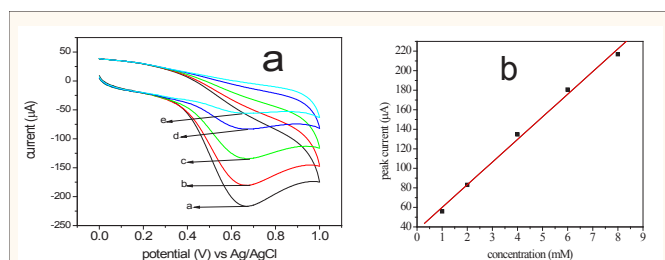 a
50
0
-50
-100
-150
-200
-250
current (µA)
e
d
c
b
a
0.0 0.2 0.4 0.6 0.8 1.0
potential (V) vs Ag/AgCl
b
220
200
180
160
140
120
100
80
60
40
peak current (µA)
0 1 2 3 4 5 6 7 8 9
concentration (mM)